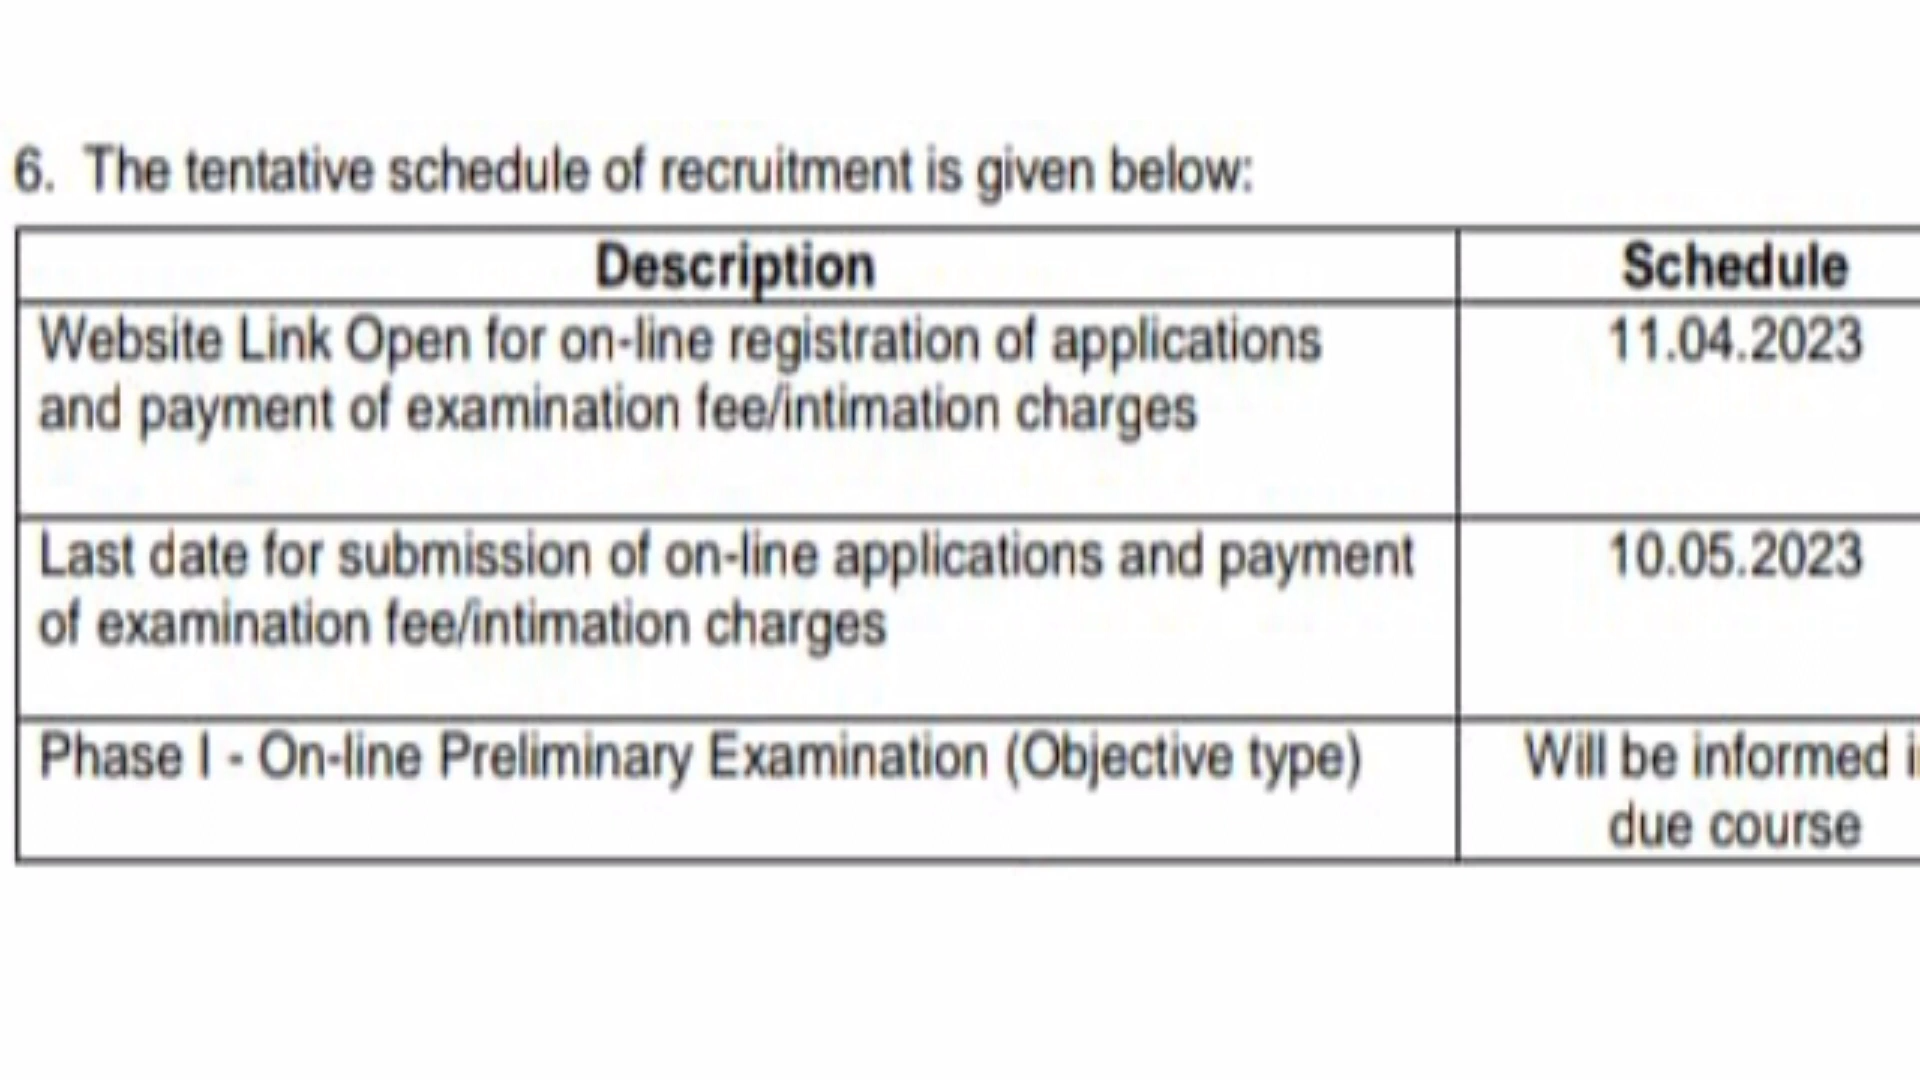 6. The tentative schedule of recruitment is given below:
Description Schedule
Website Link Open for on-line registration of applications 11.04.2023
and payment of examination fee/intimation charges
Last date for submission of on-line applications and payment 10.05.2023
of examination fee/intimation charges
Phase I - On-line Preliminary Examination (Objective type) Will be informed
due course